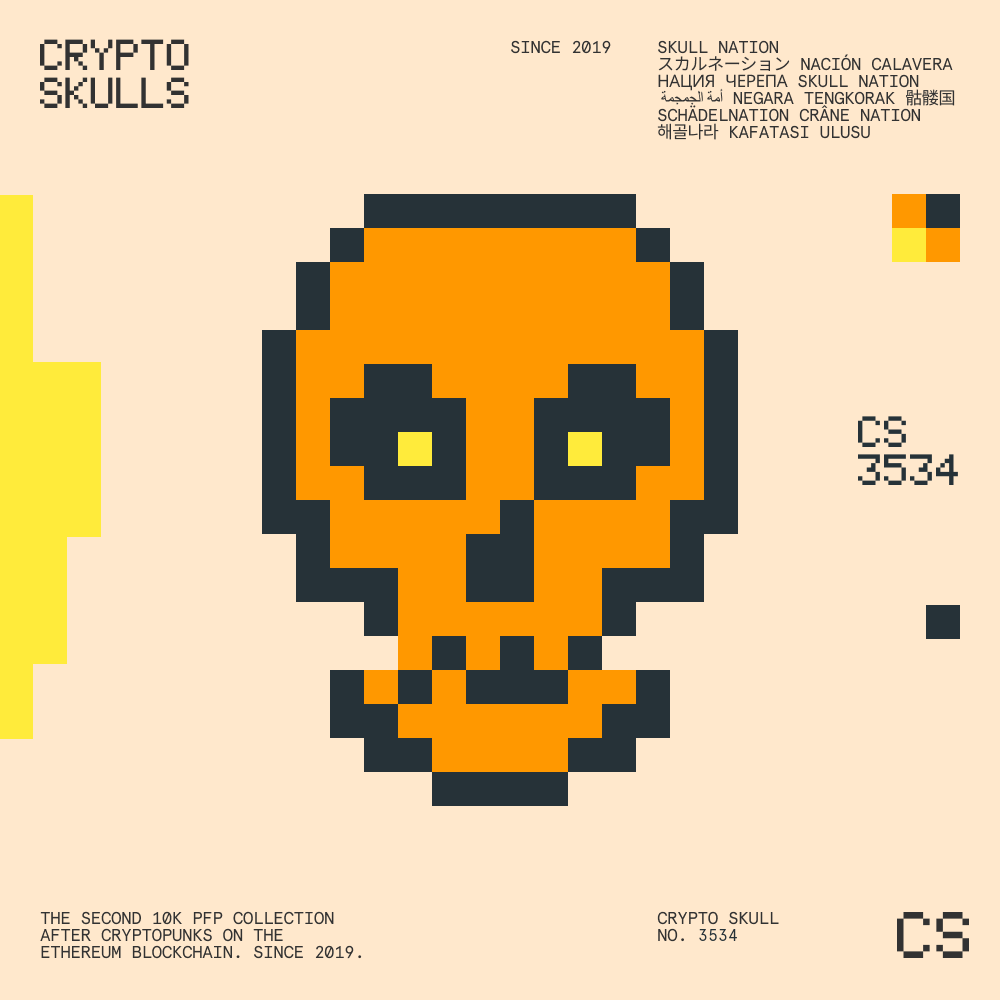 CRYPTO
SKULLS
SINCE 2019
SKULL NATION
スカルネーション NACIÓN CALAVERA
НАЦИЯ ЧЕРЕПА SKULL NATION
أمة الجمجمة NEGARA TENGKORAK 骷髅国
SCHÄDELNATION CRÂNE NATION
해골나라 KAFATASI ULUSU
CS
3534
THE SECOND 10K PFP COLLECTION
AFTER CRYPTOPUNKS ON THE
ETHEREUM BLOCKCHAIN. SINCE 2019.
CRYPTO SKULL
NO. 3534
CS